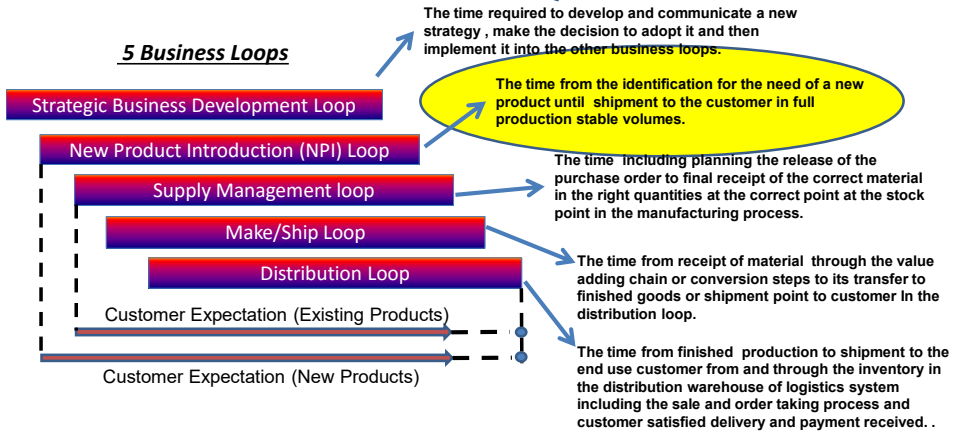 The time required to develop and communicate a new
strategy , make the decision to adopt it and then
implement it into the other business loops.
5 Business Loops
Strategic Business Development Loop
The time from the identification for the need of a new
product until shipment to the customer in full
production stable volumes.
New Product Introduction (NPI) Loop
The time including planning the release of the
purchase order to final receipt of the correct material
in the right quantities at the correct point at the stock
point in the manufacturing process.
Supply Management loop
Make/Ship Loop
The time from receipt of material through the value
adding chain or conversion steps to its transfer to
finished goods or shipment point to customer In the
distribution loop.
Distribution Loop
Customer Expectation (Existing Products)
Customer Expectation (New Products)
The time from finished production to shipment to the
end use customer from and through the inventory in
the distribution warehouse of logistics system
including the sale and order taking process and
customer satisfied delivery and payment received. .